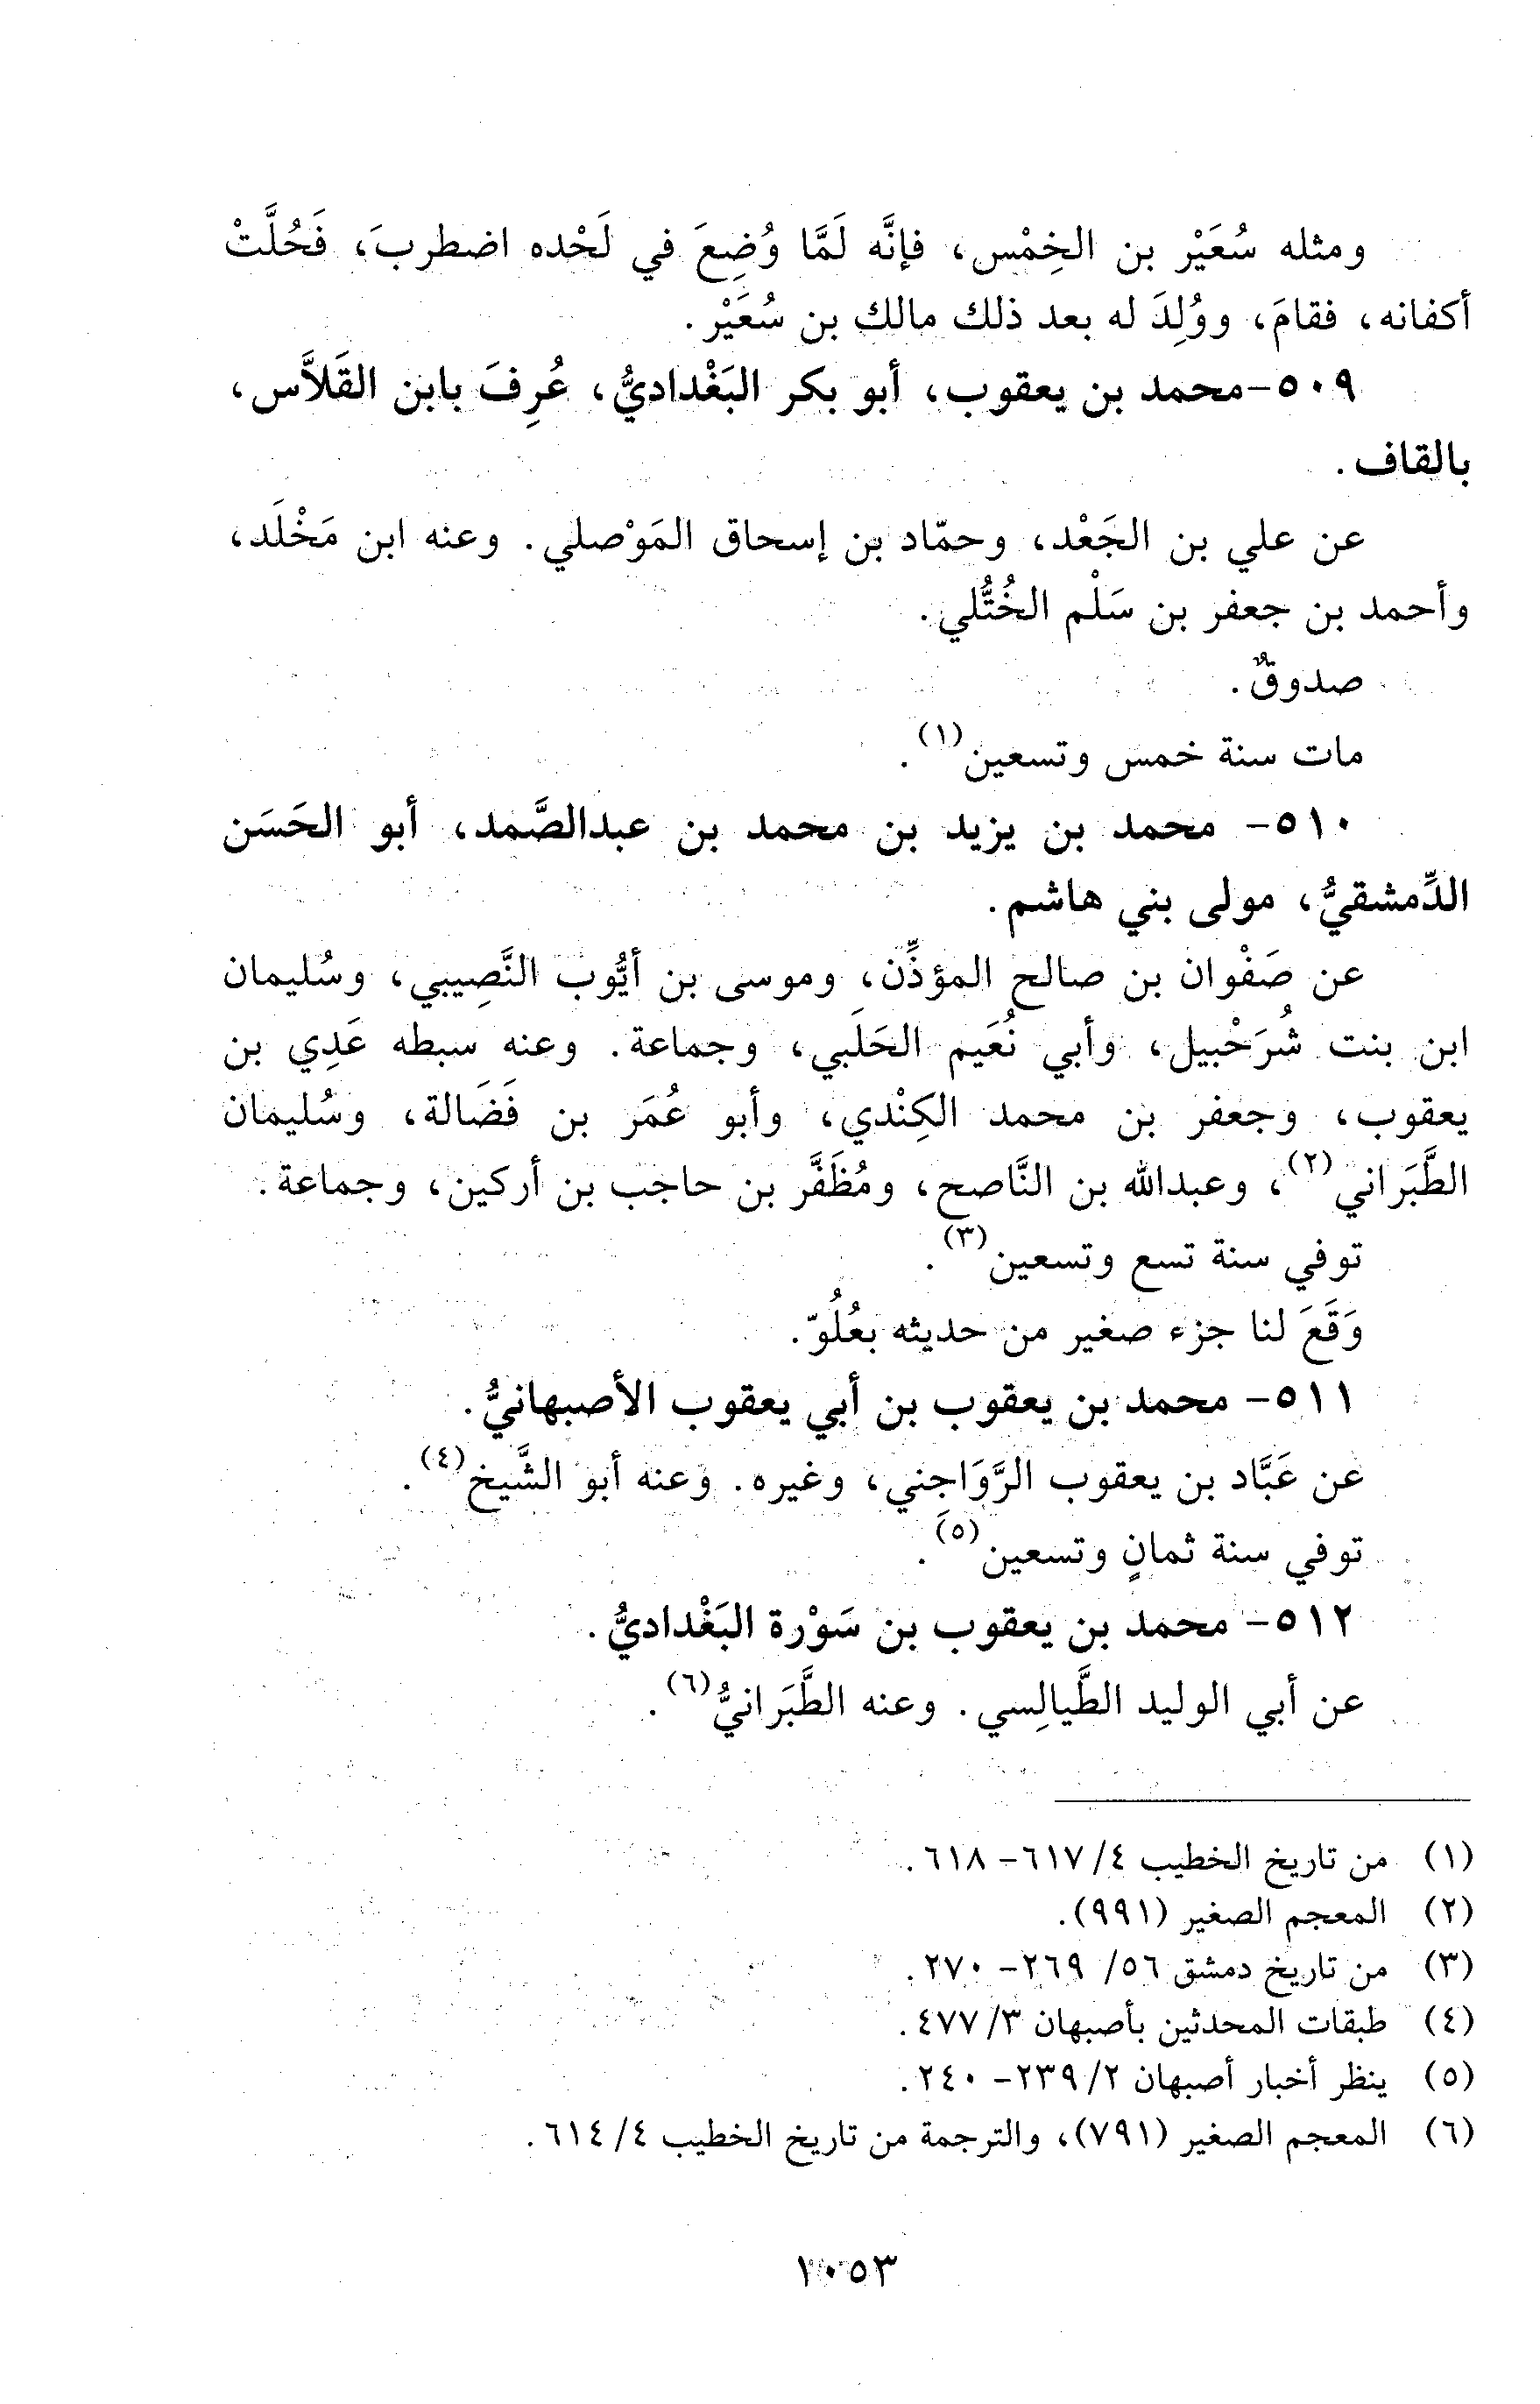 ومثله سُعَيْر بن الخِمْس، فإنَّه لَمَّا وُضِعَ في لَحْده اضطربَ، فَحُلَّتْ
أكفانه، فقامَ، ووُلِدَ له بعد ذلك مالك بن سُعَيْر.
٥٠٩-محمد بن يعقوب، أبو بكر البَغْداديُّ، عُرِفَ بابن القَلاَّس،
بالقاف.
عن علي بن الجَعْد، وحمّاد بن إسحاق المَوْصلي. وعنه ابن مَخْلَد،
وأحمد بن جعفر بن سَلْم الخُتُّلي.
صدوقٌ.
مات سنة خمس وتسعين(١).
٥١٠- محمد بن يزيد بن محمد بن عبدالصَّمد، أبو الحَسَن
الدِّمشقيُّ، مولى بني هاشم.
عن صَفْوان بن صالح المؤذِّن، وموسى بن أيُّوب النَّصِيبي، وسُليمان
ابن بنت شُرَحْبيل، وأبي نُعَيم الحَلَبي، وجماعة. وعنه سبطه عَدِي بن
يعقوب، وجعفر بن محمد الكِنْدي، وأبو عُمَر بن فَضَالة، وسُليمان
الطَّبَراني(٢)، وعبدالله بن النَّاصح، ومُظَفَّر بن حاجب بن أركين، وجماعة.
توفي سنة تسع وتسعين(٣).
وَقَعَ لنا جزء صغير من حديثه بعُلُوّ.
٥١١- محمد بن يعقوب بن أبي يعقوب الأصبهانيُّ.
عن عَبَّاد بن يعقوب الرَّوَاجني، وغيره. وعنه أبو الشَّيخ(٤).
توفي سنة ثمانٍ وتسعين(٥).
٥١٢- محمد بن يعقوب بن سَوْرة البَغْداديُّ.
عن أبي الوليد الطَّيالِسي. وعنه الطَّبَرانيُّ(٦).
(١) من تاريخ الخطيب ٤/ ٦١٧- ٦١٨.
(٢) المعجم الصغير (٩٩١).
(٣) من تاريخ دمشق ٥٦/ ٢٦٩- ٢٧٠.
(٤) طبقات المحدثين بأصبهان ٣/ ٤٧٧.
(٥) ينظر أخبار أصبهان ٢/ ٢٣٩- ٢٤٠.
(٦) المعجم الصغير (٧٩١)، والترجمة من تاريخ الخطيب ٤/ ٦١٤.
١٠٥٣